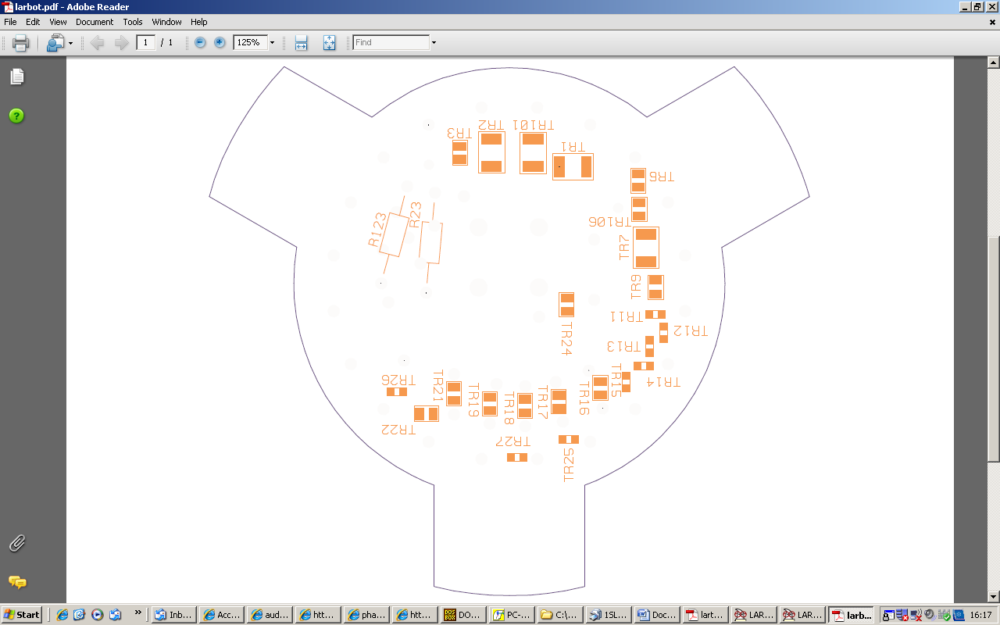 larbot.pdf - Adobe Reader
File Edit View Document Tools Window Help
1 / 1 125% Find
TR3 TR2 TR101 TR1
TR6
R123 R23
TR106
TR7
TR9
TR11
TR12
TR13
TR24
TR14
TR26 TR21 TR19 TR18 TR17 TR16 TR15
TR22
TR27
TR25
Start Inb... Acc... aud... htt... pha... htt... DOS BOX DO... PC-... C:\... 1SL... Doc... lart... LAR... LAR... larb... 16:17